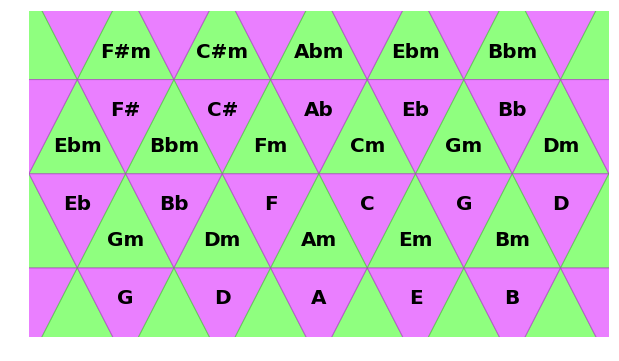 F#m C#m Abm Ebm Bbm
F# C# Ab Eb Bb
Ebm Bbm Fm Cm Gm Dm
Eb Bb F C G D
Gm Dm Am Em Bm
G D A E B